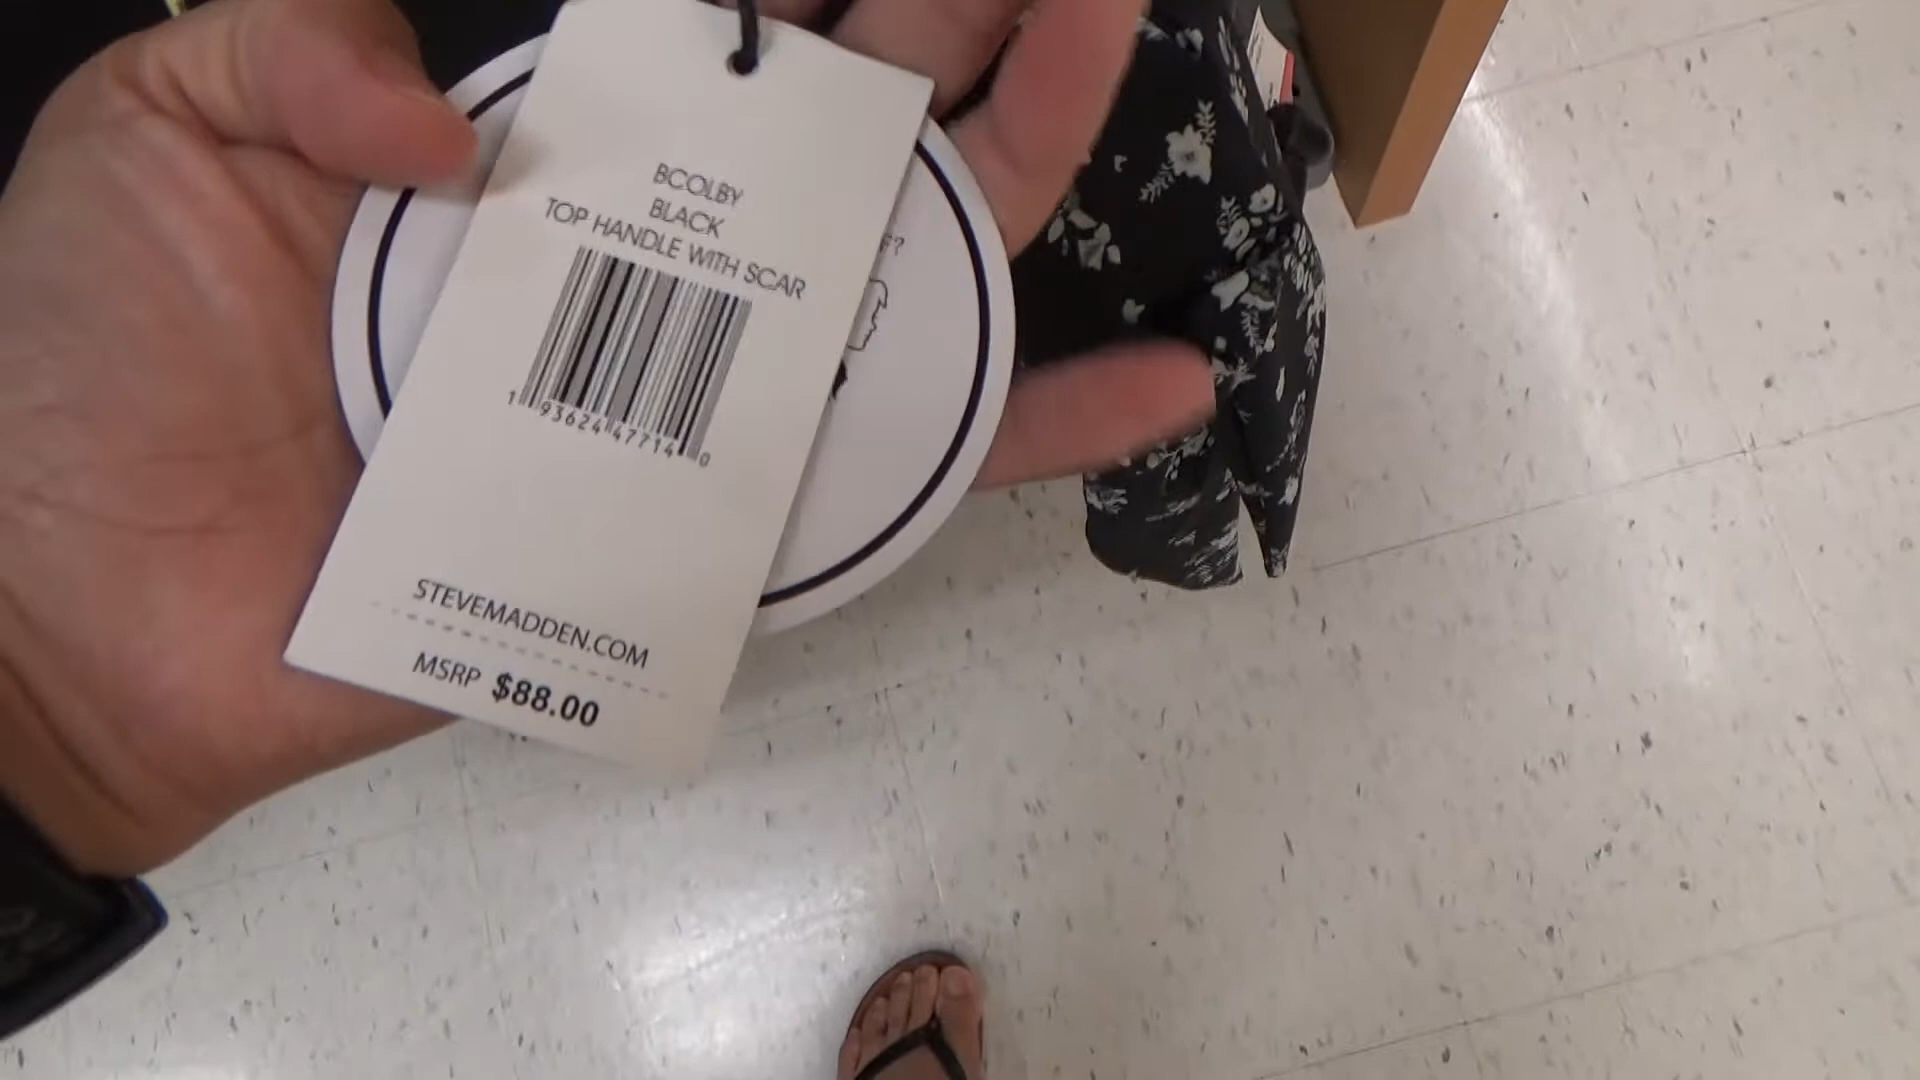 BCOLBY
BLACK
TOP HANDLE WITH SCAR
1 93624 47714 0
STEVEMADDEN.COM
MSRP $88.00
F?